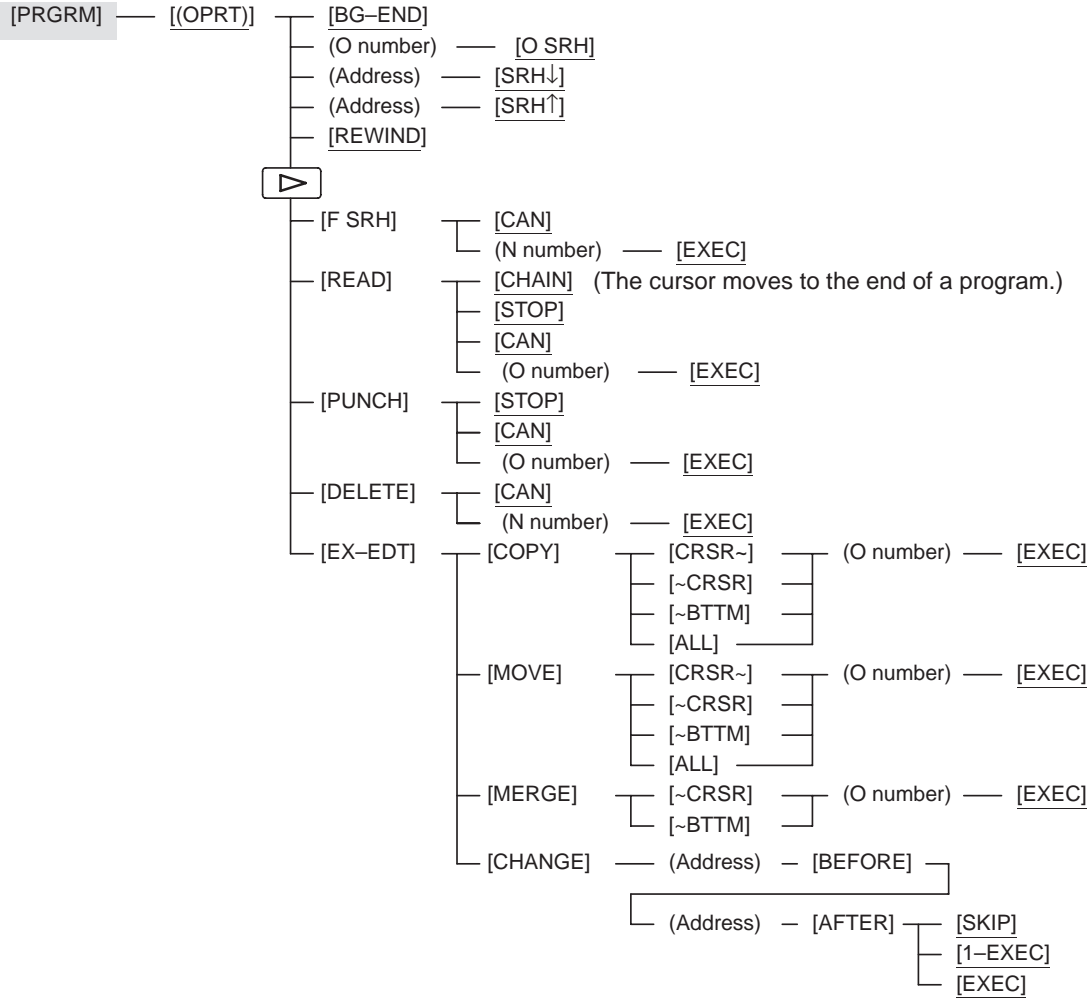 [PRGRM] [(OPRT)] [BG–END]
(O number) [O SRH]
(Address) [SRH↓]
(Address) [SRH↑]
[REWIND]
[F SRH] [CAN]
(N number) [EXEC]
[READ] [CHAIN] (The cursor moves to the end of a program.)
[STOP]
[CAN]
(O number) [EXEC]
[PUNCH] [STOP]
[CAN]
(O number) [EXEC]
[DELETE] [CAN]
(N number) [EXEC]
[EX–EDT] [COPY] [CRSR~] (O number) [EXEC]
[~CRSR]
[~BTTM]
[ALL]
[MOVE] [CRSR~] (O number) [EXEC]
[~CRSR]
[~BTTM]
[ALL]
[MERGE] [~CRSR] (O number) [EXEC]
[~BTTM]
[CHANGE] (Address) [BEFORE]
(Address) [AFTER] [SKIP]
[1–EXEC]
[EXEC]